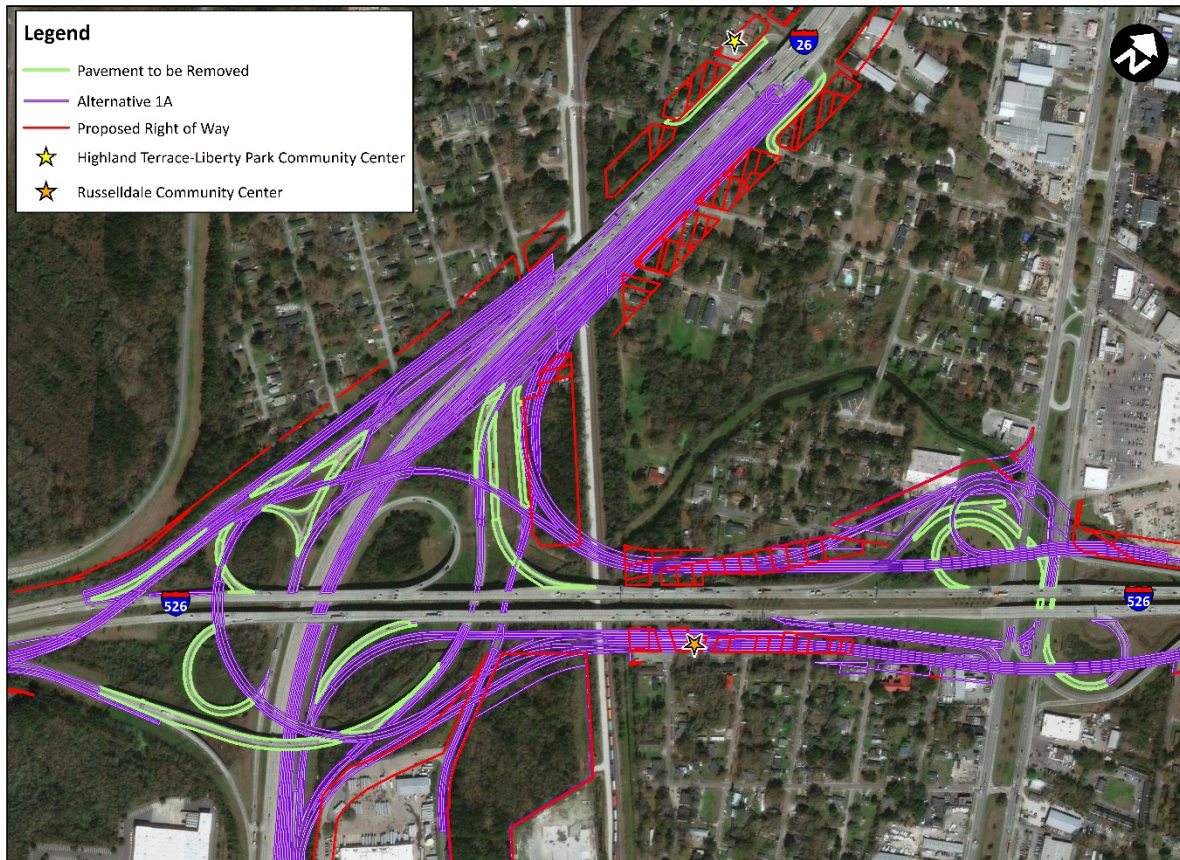 Legend
Pavement to be Removed
Alternative 1A
Proposed Right of Way
Highland Terrace-Liberty Park Community Center
Russelldale Community Center
26
N
526
526